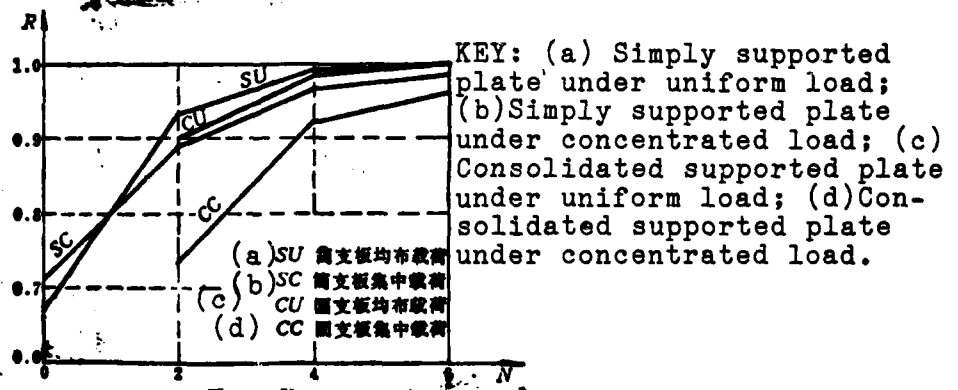 R
1.0
0.9
0.8
0.7
SU
CU
CC
SC
(a) SU 简支板均布载荷
(b) SC 简支板集中载荷
(c) CU 固支板均布载荷
(d) CC 固支板集中载荷
0 2 4 N
KEY: (a) Simply supported
plate under uniform load;
(b)Simply supported plate
under concentrated load; (c)
Consolidated supported plate
under uniform load; (d)Con-
solidated supported plate
under concentrated load.